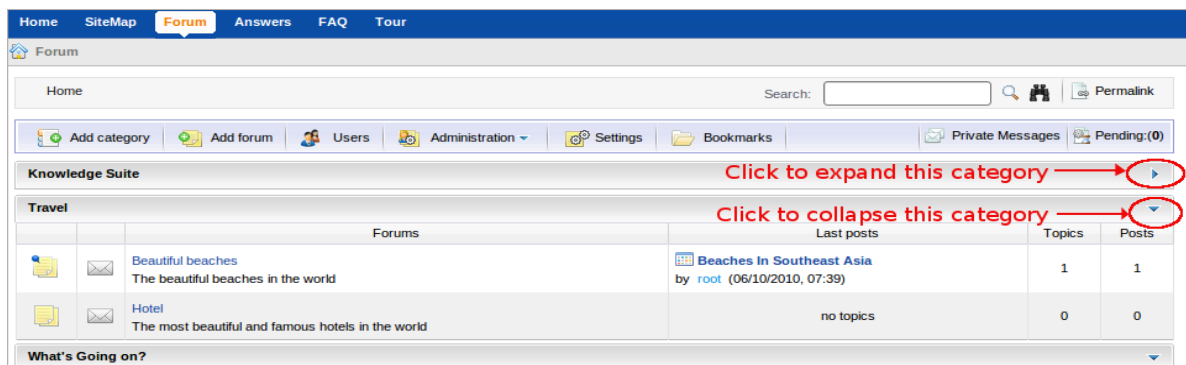 Home SiteMap Forum Answers FAQ Tour
Forum
Home Search: Permalink
Add category Add forum Users Administration Settings Bookmarks Private Messages Pending:(0)
Knowledge Suite Click to expand this category
Travel Click to collapse this category
Forums Last posts Topics Posts
Beautiful beaches Beaches In Southeast Asia
The beautiful beaches in the world by root (06/10/2010, 07:39) 1 1
Hotel
The most beautiful and famous hotels in the world no topics 0 0
What's Going on?